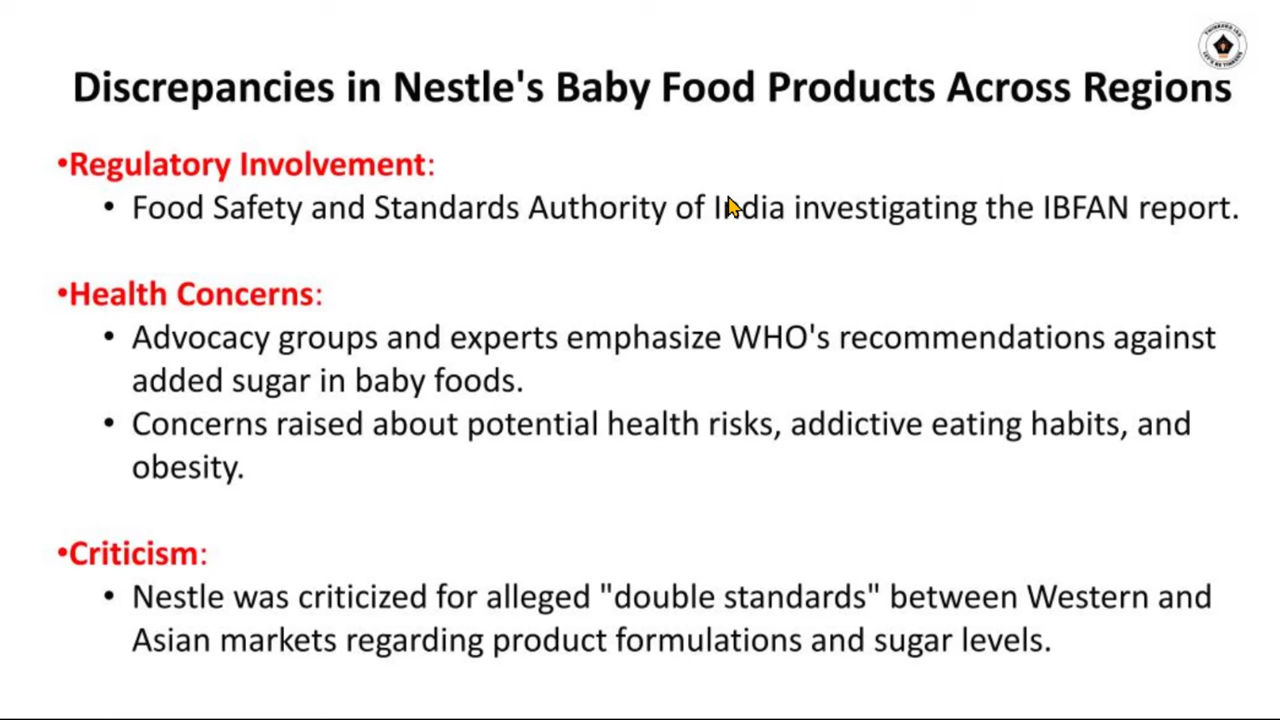 Discrepancies in Nestle's Baby Food Products Across Regions
•Regulatory Involvement:
• Food Safety and Standards Authority of India investigating the IBFAN report.
•Health Concerns:
• Advocacy groups and experts emphasize WHO's recommendations against
added sugar in baby foods.
• Concerns raised about potential health risks, addictive eating habits, and
obesity.
•Criticism:
• Nestle was criticized for alleged "double standards" between Western and
Asian markets regarding product formulations and sugar levels.